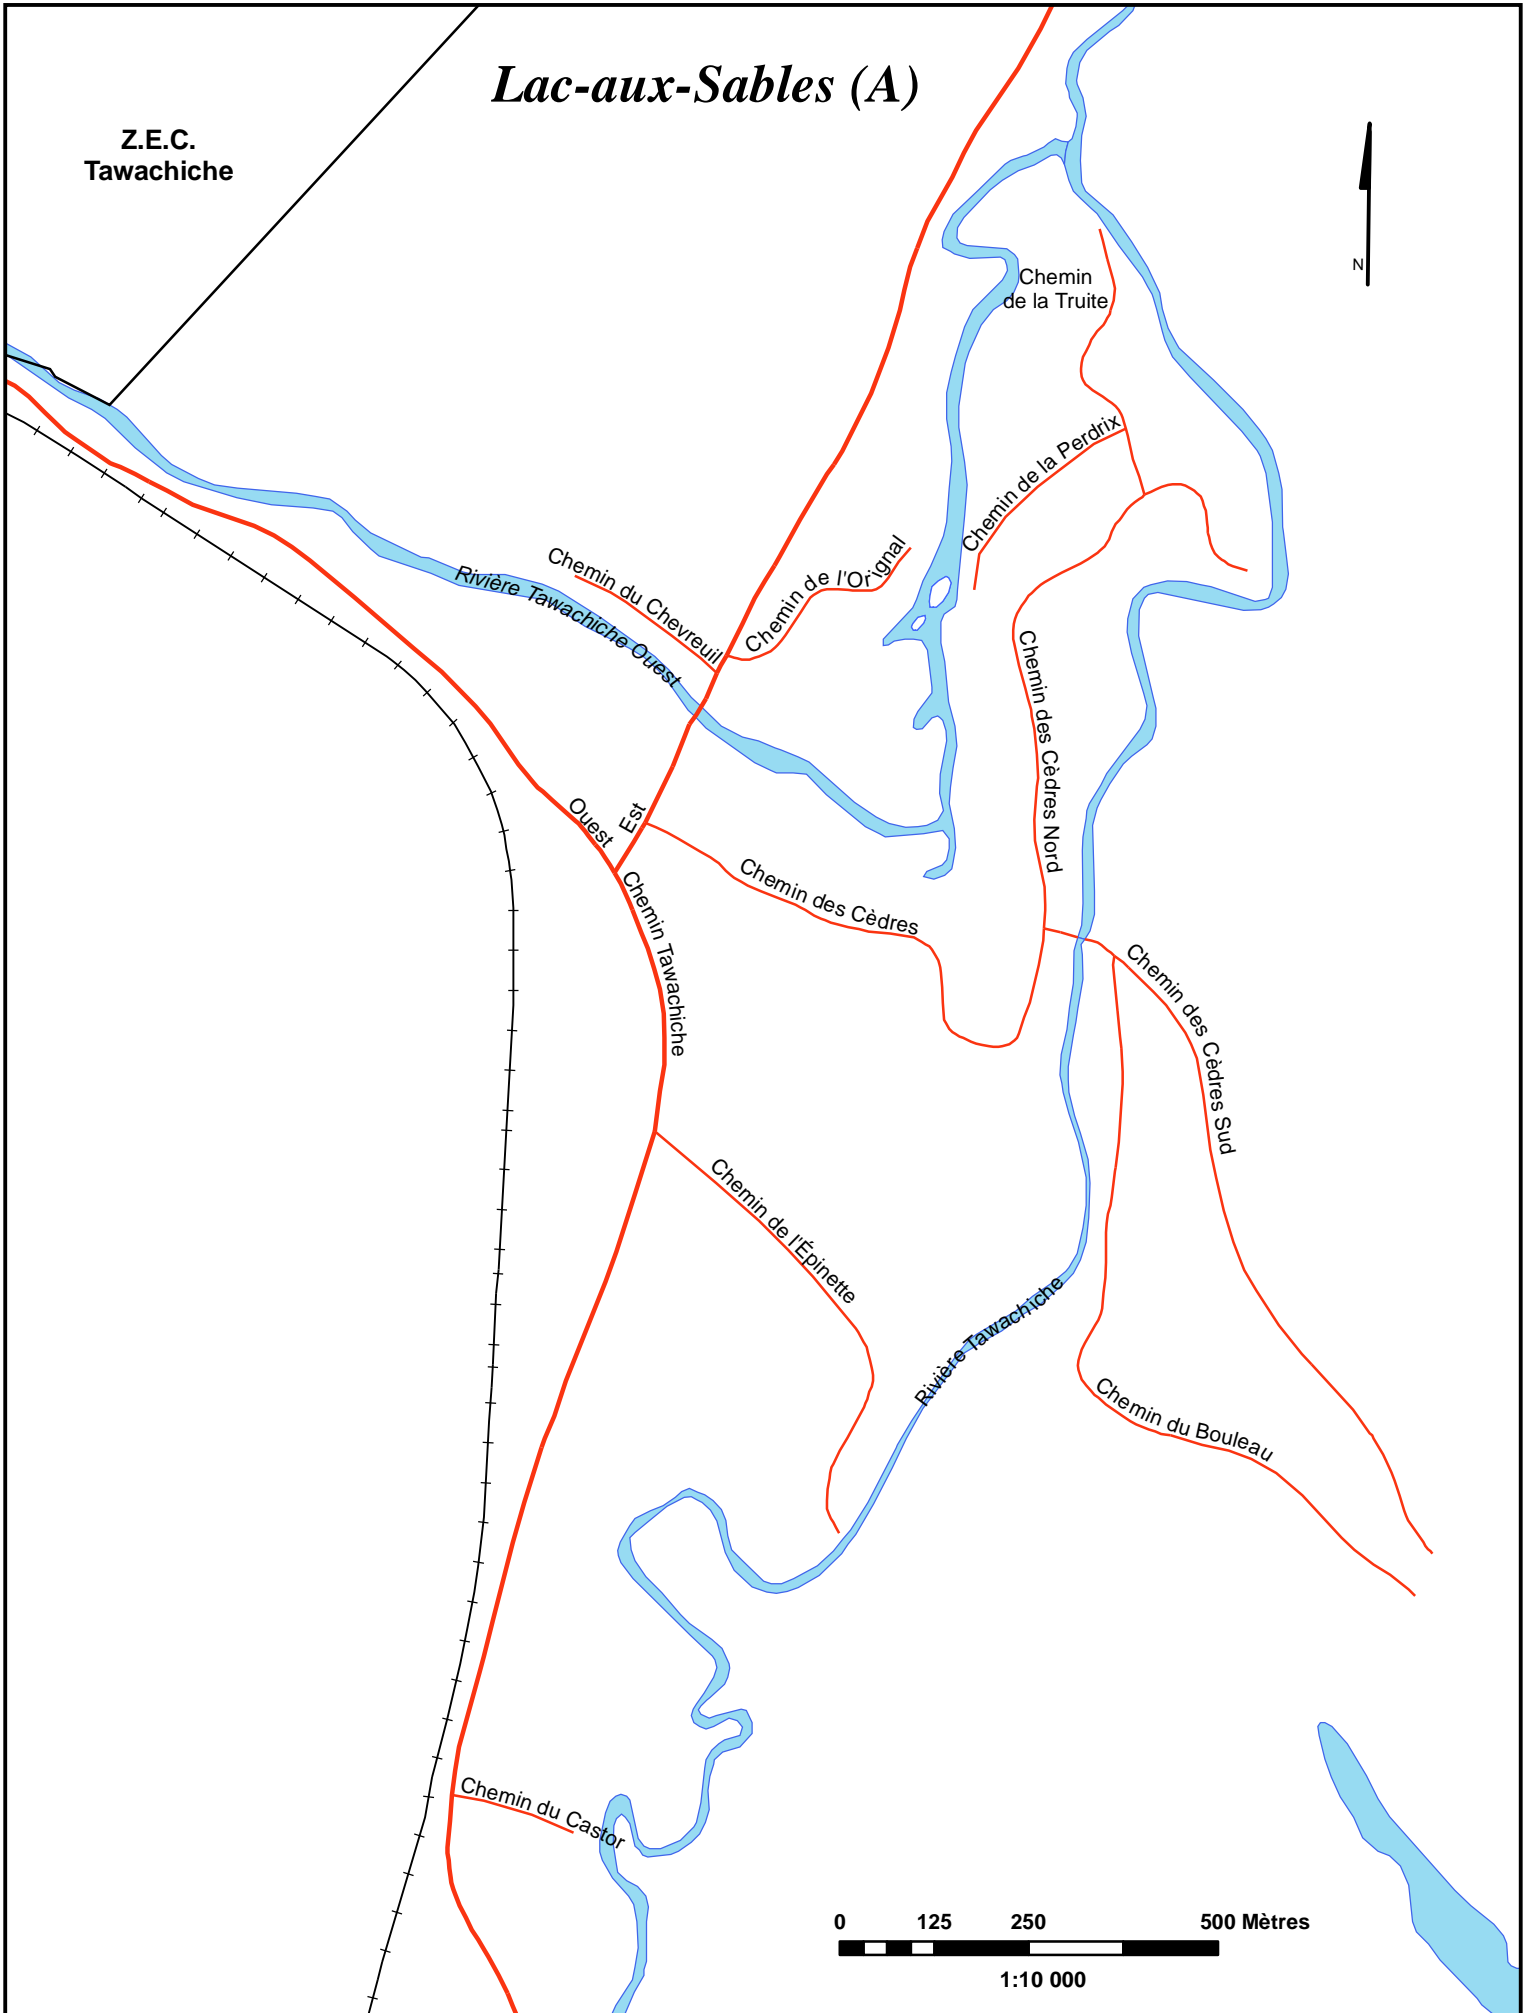 Lac-aux-Sables (A)
Z.E.C.
Tawachiche
N
Chemin
de la Truite
Chemin de la Perdrix
Chemin de l'Orignal
Chemin du Chevreuil
Rivière Tawachiche Ouest
Chemin des Cèdres Nord
Ouest
Est
Chemin Tawachiche
Chemin des Cèdres
Chemin des Cèdres Sud
Chemin de l'Épinette
Rivière Tawachiche
Chemin du Bouleau
Chemin du Castor
0 125 250 500 Mètres
1:10 000